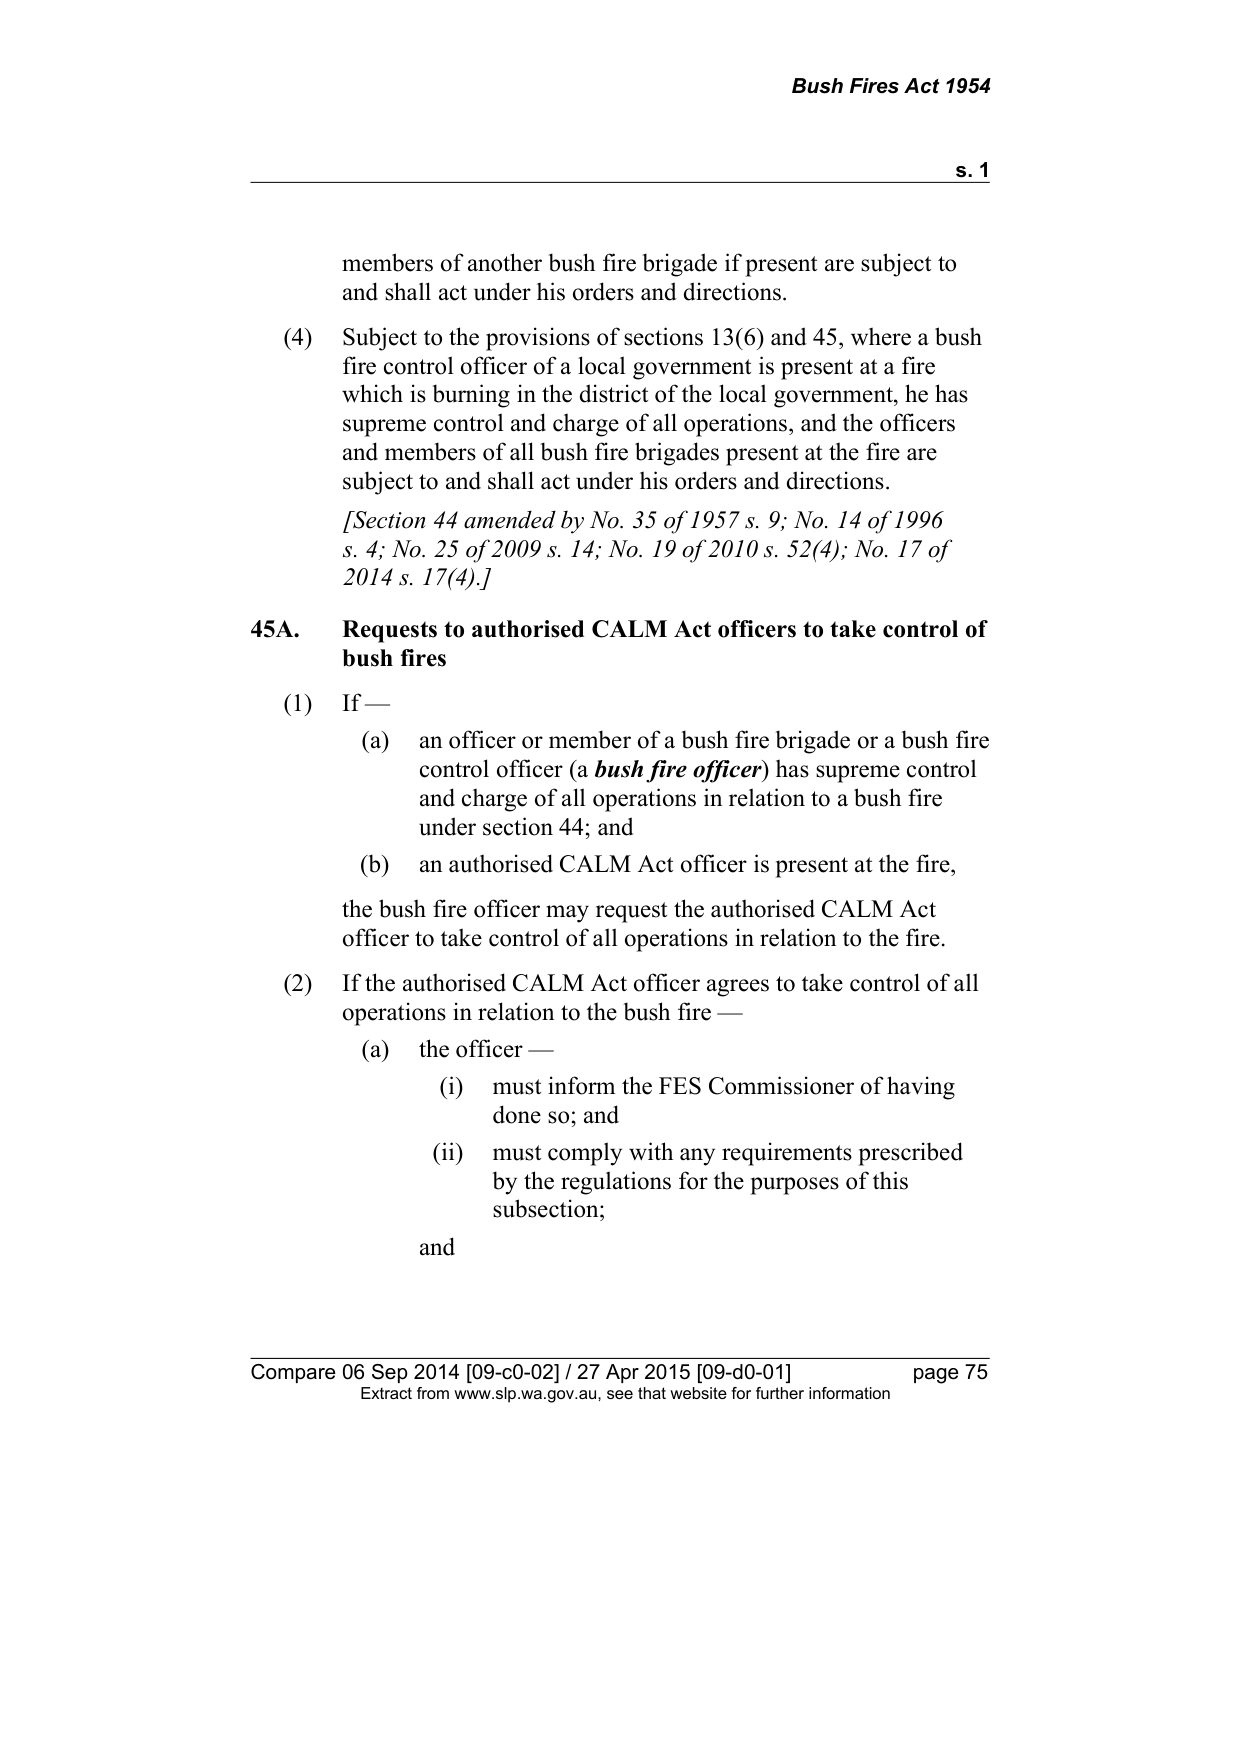 Bush Fires Act 1954
s. 1
members of another bush fire brigade if present are subject to
and shall act under his orders and directions.
(4) Subject to the provisions of sections 13(6) and 45, where a bush
fire control officer of a local government is present at a fire
which is burning in the district of the local government, he has
supreme control and charge of all operations, and the officers
and members of all bush fire brigades present at the fire are
subject to and shall act under his orders and directions.
[Section 44 amended by No. 35 of 1957 s. 9; No. 14 of 1996
s. 4; No. 25 of 2009 s. 14; No. 19 of 2010 s. 52(4); No. 17 of
2014 s. 17(4).]
45A. Requests to authorised CALM Act officers to take control of
bush fires
(1) If —
(a) an officer or member of a bush fire brigade or a bush fire
control officer (a bush fire officer) has supreme control
and charge of all operations in relation to a bush fire
under section 44; and
(b) an authorised CALM Act officer is present at the fire,
the bush fire officer may request the authorised CALM Act
officer to take control of all operations in relation to the fire.
(2) If the authorised CALM Act officer agrees to take control of all
operations in relation to the bush fire —
(a) the officer —
(i) must inform the FES Commissioner of having
done so; and
(ii) must comply with any requirements prescribed
by the regulations for the purposes of this
subsection;
and
Compare 06 Sep 2014 [09-c0-02] / 27 Apr 2015 [09-d0-01] page 75
Extract from www.slp.wa.gov.au, see that website for further information